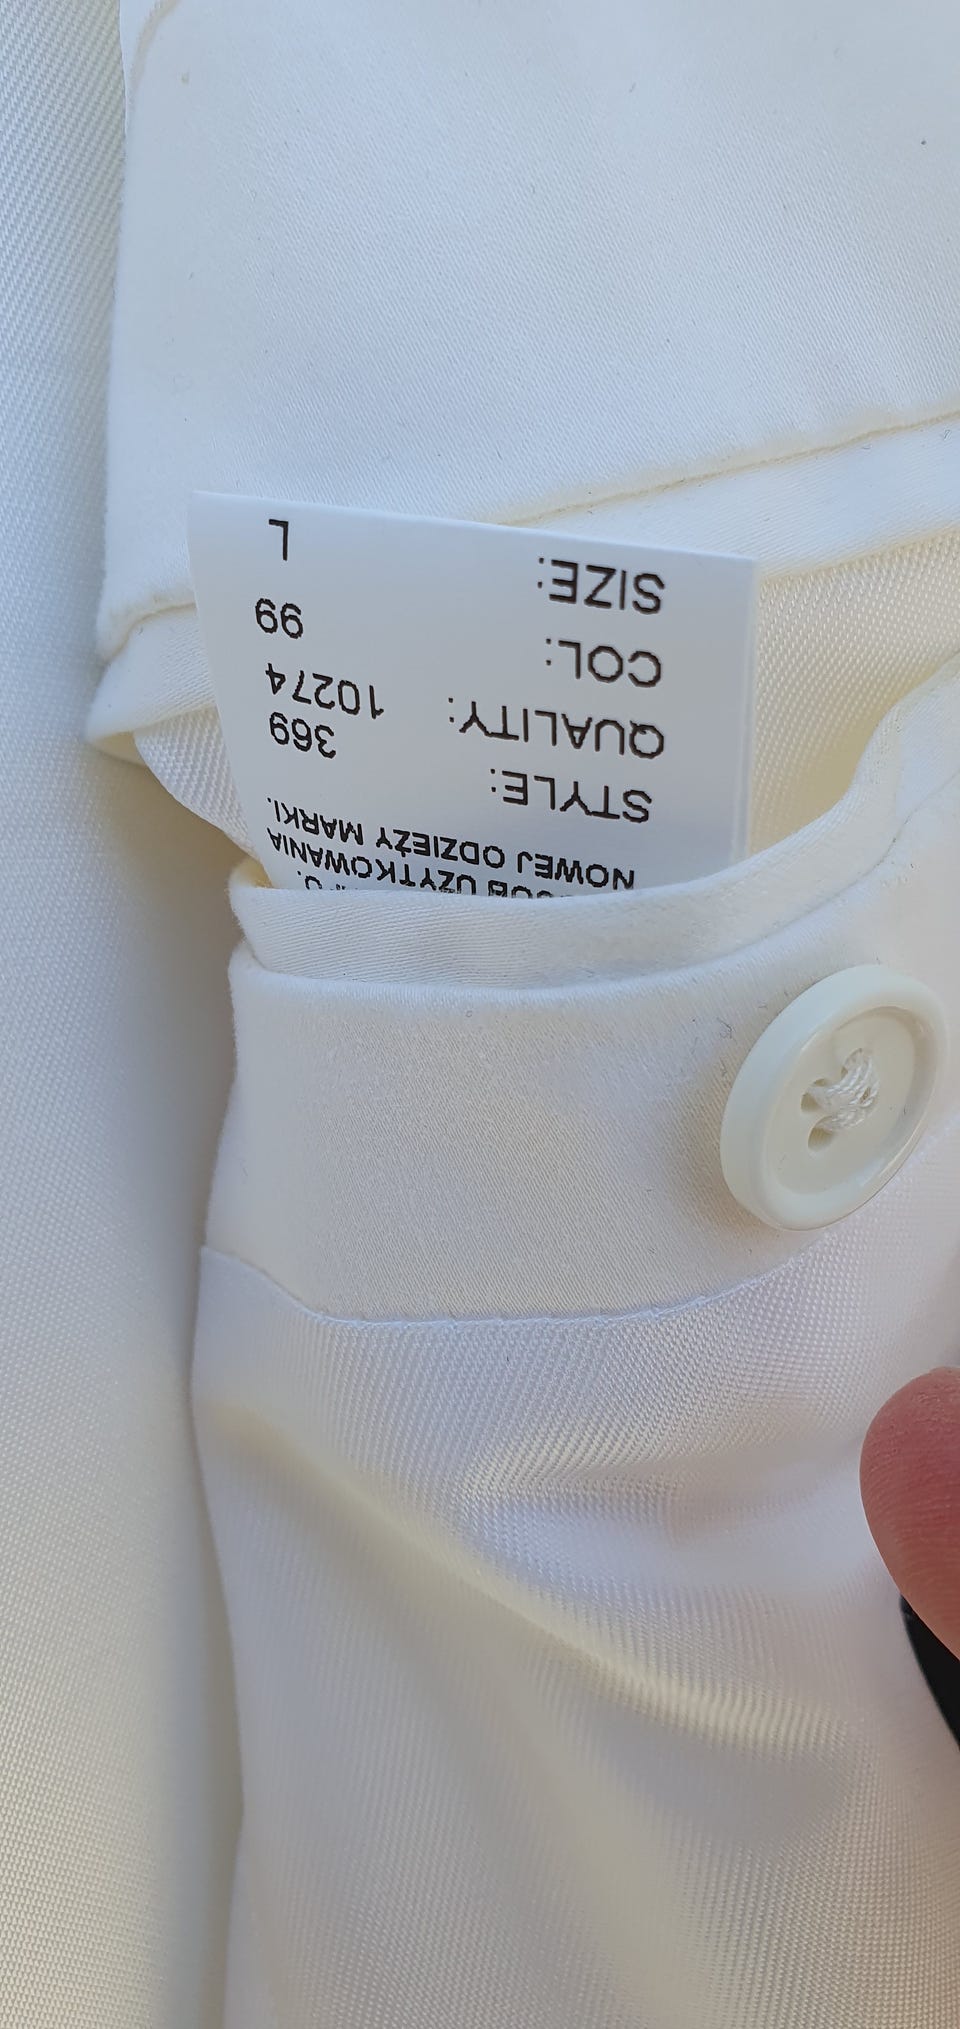 UŻYTKOWANIA
NOWEJ ODZIEŻY MARKI.
STYLE: 369
QUALITY: 10274
COL: 99
SIZE: L